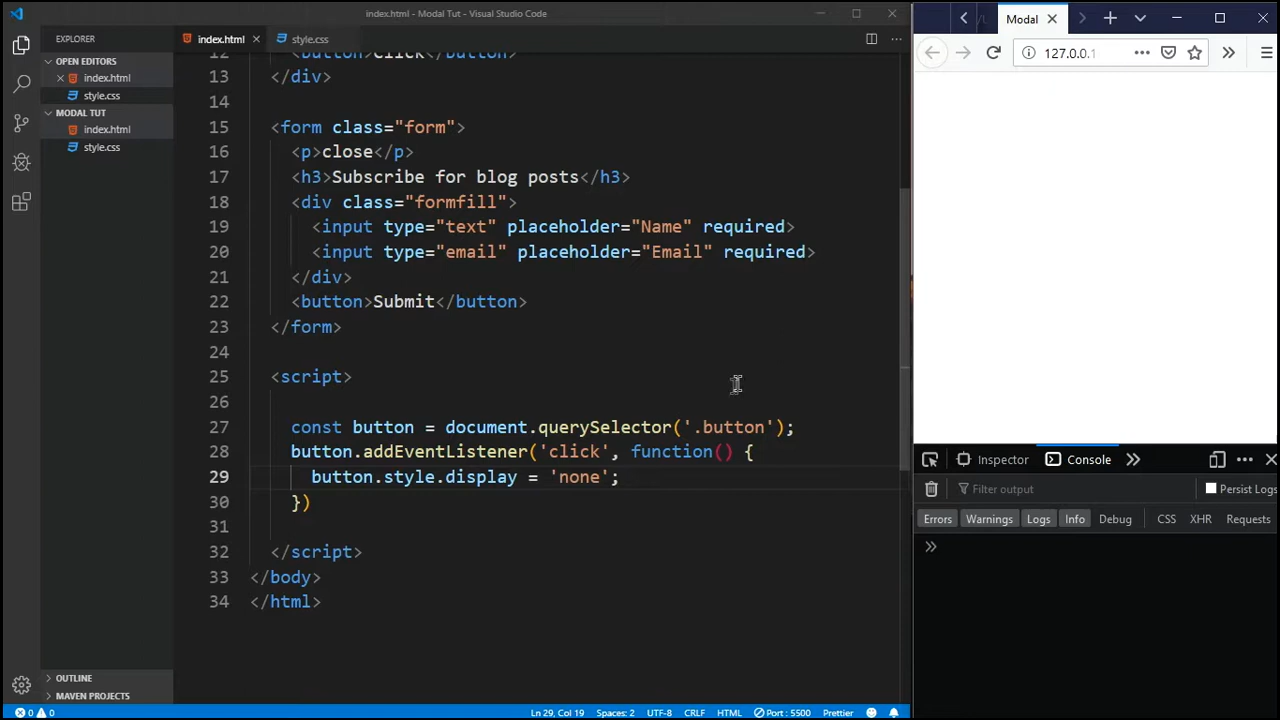 index.html - Modal Tut - Visual Studio Code
Modal
EXPLORER
index.html
style.css
127.0.0.1
OPEN EDITORS
index.html
style.css
MODAL TUT
index.html
style.css
12 <button>Click</button>
13 </div>
14
15 <form class="form">
16 <p>close</p>
17 <h3>Subscribe for blog posts</h3>
18 <div class="formfill">
19 <input type="text" placeholder="Name" required>
20 <input type="email" placeholder="Email" required>
21 </div>
22 <button>Submit</button>
23 </form>
24
25 <script>
26
27 const button = document.querySelector('.button');
28 button.addEventListener('click', function() {
29 button.style.display = 'none';
30 })
31
32 </script>
33 </body>
34 </html>
Inspector
Console
Filter output
Persist Logs
Errors
Warnings
Logs
Info
Debug
CSS
XHR
Requests
OUTLINE
MAVEN PROJECTS
0 0
Ln 29, Col 19
Spaces: 2
UTF-8
CRLF
HTML
Port : 5500
Prettier